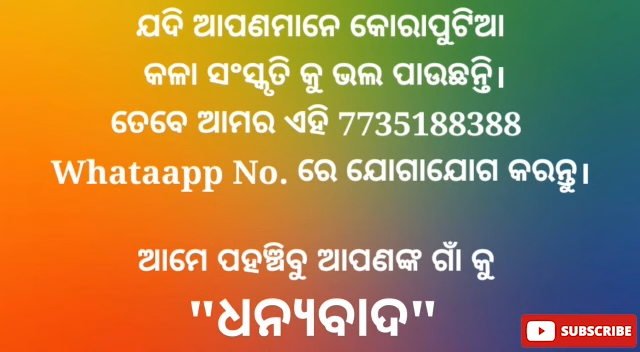 ଯଦି ଆପଣମାନେ କୋରାପୁଟିଆ
କଳା ସଂସ୍କୃତି କୁ ଭଲ ପାଉଛନ୍ତି।
ତେବେ ଆମର ଏହି 7735188388
Whataapp No. ରେ ଯୋଗାଯୋଗ କରନ୍ତୁ।
ଆମେ ପହଞ୍ଚିବୁ ଆପଣଙ୍କ ଗାଁ କୁ
"ଧନ୍ୟବାଦ"
SUBSCRIBE